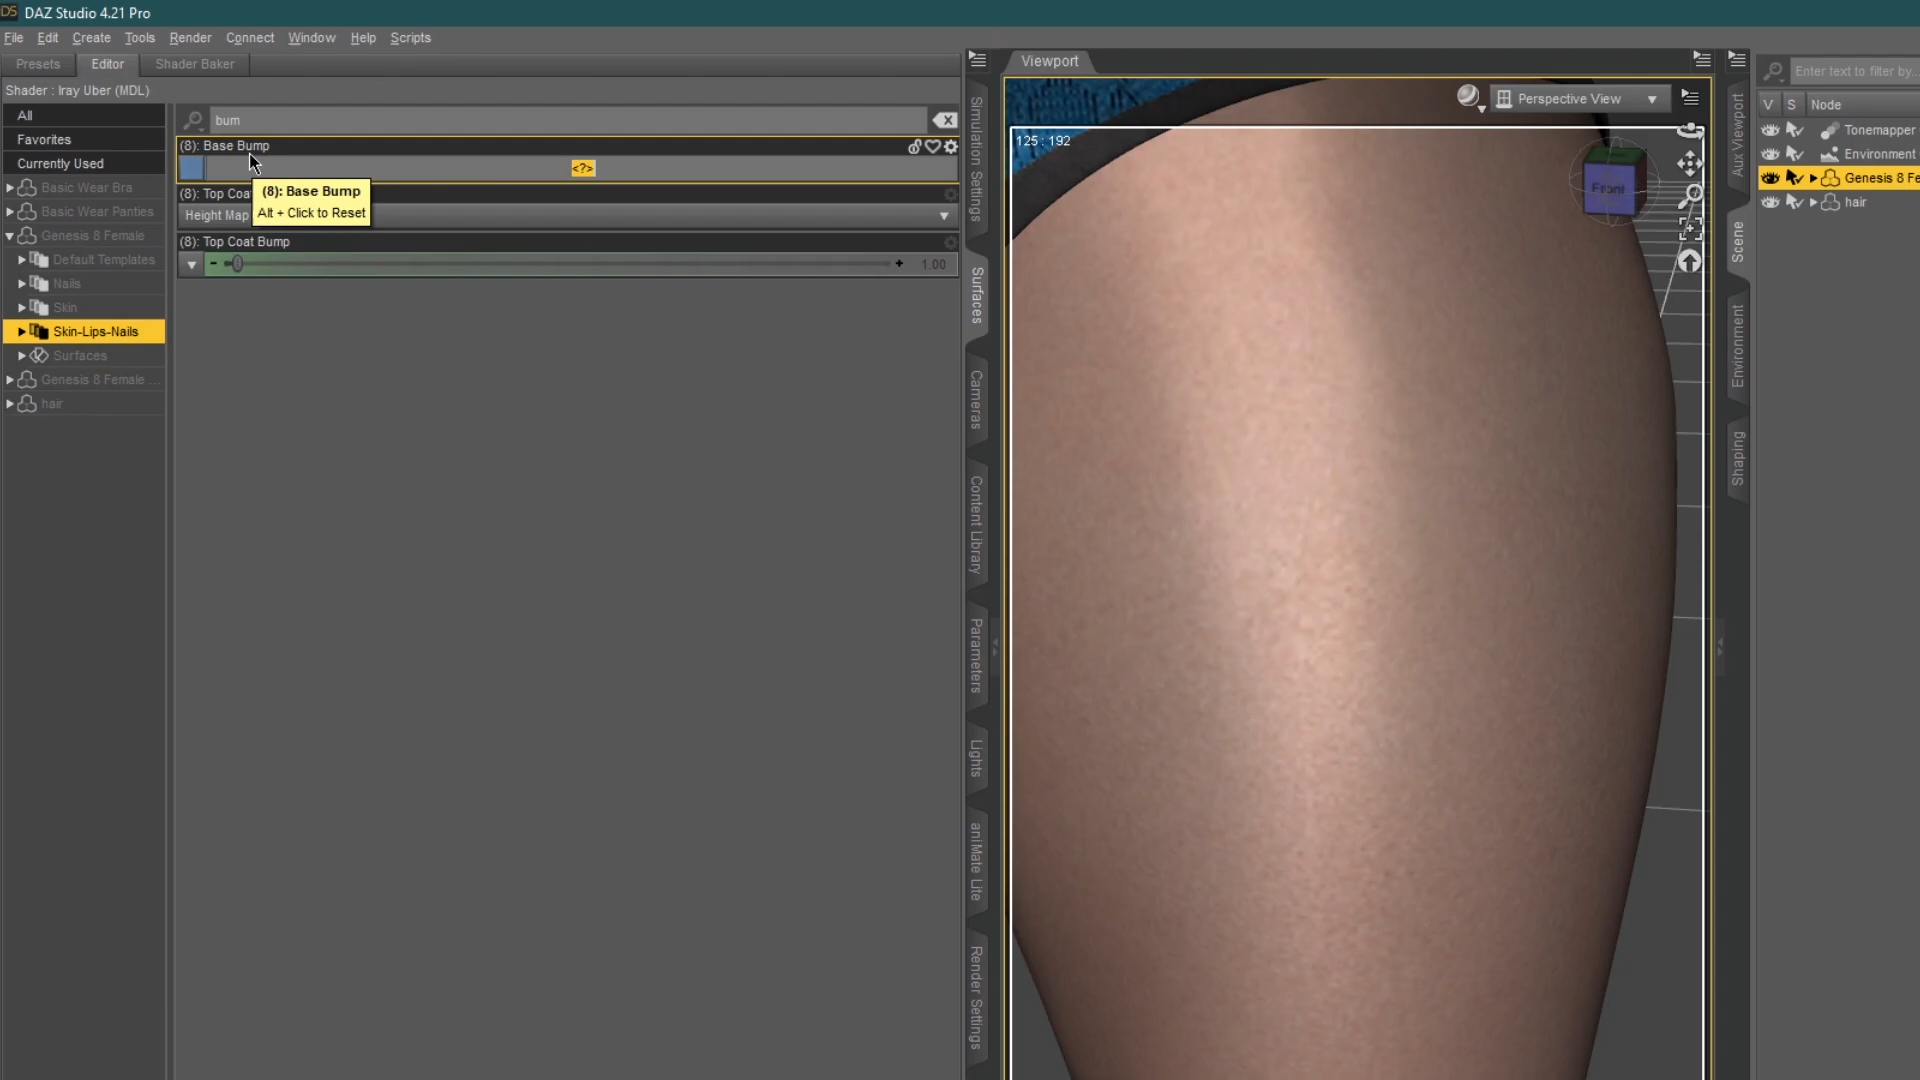 DS DAZ Studio 4.21 Pro
File Edit Create Tools Render Connect Window Help Scripts
Presets Editor Shader Baker
Shader : Iray Uber (MDL)
All
Favorites
Currently Used
Basic Wear Bra
Basic Wear Panties
Genesis 8 Female
Default Templates
Nails
Skin
Skin-Lips-Nails
Surfaces
Genesis 8 Female ...
hair
bum
(8): Base Bump
<?>
(8): Base Bump
Alt + Click to Reset
(8): Top Coa
Height Map
(8): Top Coat Bump
- + 1.00
Simulation Settings
Surfaces
Cameras
Content Library
Parameters
Lights
aniMate Lite
Render Settings
Viewport
Perspective View
125 : 192
Front
Aux Viewport
Scene
Environment
Shaping
Enter text to filter by...
V S Node
Tonemapper
Environment
Genesis 8 Fe
hair